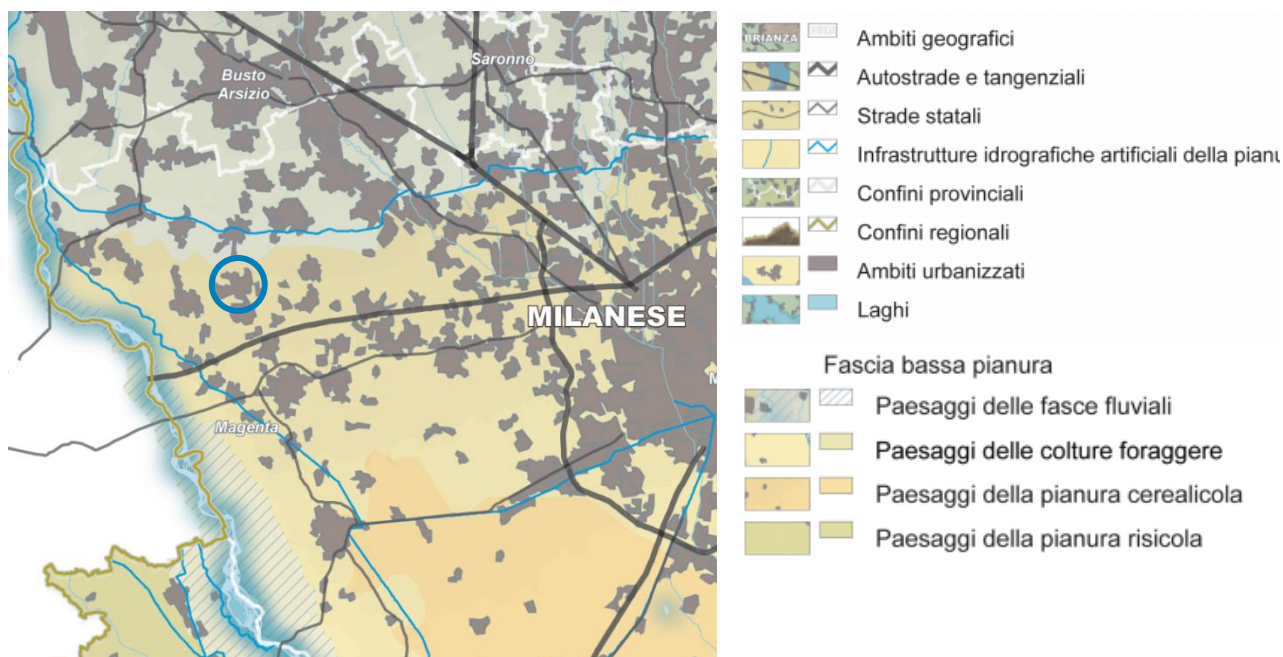 Busto
Arsizio
Saronno
MILANESE
M
Magenta
BRIANZA
Ambiti geografici
Autostrade e tangenziali
Strade statali
Infrastrutture idrografiche artificiali della pianu
Confini provinciali
Confini regionali
Ambiti urbanizzati
Laghi
Fascia bassa pianura
Paesaggi delle fasce fluviali
Paesaggi delle colture foraggere
Paesaggi della pianura cerealicola
Paesaggi della pianura risicola